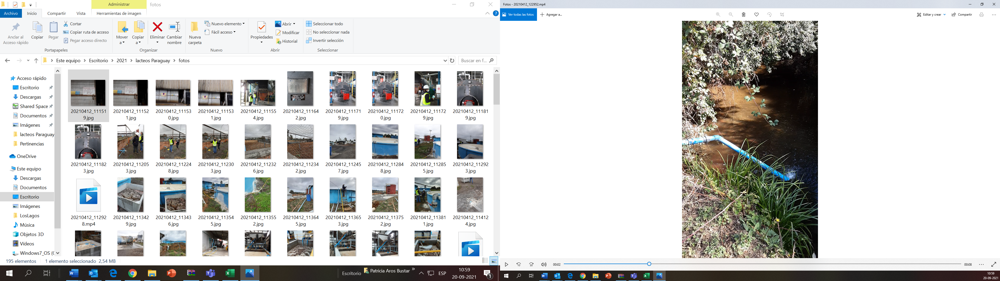 Administrar
fotos
Archivo
Inicio
Compartir
Vista
Herramientas de imagen
Anclar al
Acceso rápido
Copiar
Pegar
Cortar
Copiar ruta de acceso
Pegar acceso directo
Portapapeles
Mover
a
Copiar
a
Eliminar
Cambiar
nombre
Organizar
Nueva
carpeta
Nuevo elemento
Fácil acceso
Nuevo
Propiedades
Abrir
Modificar
Historial
Abrir
Seleccionar todo
No seleccionar nada
Invertir selección
Seleccionar
Este equipo > Escritorio > 2021 > lacteos Paraguay > fotos
Buscar en f...
Acceso rápido
Escritorio
Descargas
Shared Space
Documentos
Imágenes
lacteos Paraguay
Pertinencias
OneDrive
Este equipo
Descargas
Documentos
Escritorio
Imágenes
LosLagos
Música
Objetos 3D
Vídeos
Windows7_OS (C
20210412_111519.jpg
20210412_111521.jpg
20210412_111530.jpg
20210412_111531.jpg
20210412_111554.jpg
20210412_111642.jpg
20210412_111719.jpg
20210412_111720.jpg
20210412_111729.jpg
20210412_111819.jpg
20210412_111823.jpg
20210412_112053.jpg
20210412_112248.jpg
20210412_112303.jpg
20210412_112326.jpg
20210412_112342.jpg
20210412_112457.jpg
20210412_112848.jpg
20210412_112855.jpg
20210412_112923.jpg
20210412_112928.mp4
20210412_113429.jpg
20210412_113436.jpg
20210412_113545.jpg
20210412_113552.jpg
20210412_113645.jpg
20210412_113653.jpg
20210412_113752.jpg
20210412_113811.jpg
20210412_114124.jpg
195 elementos
1 elemento seleccionado 2,54 MB
Escritorio
Patricia Aros Bustar
ESP
10:59
20-09-2021
1
Fotos - 20210412_122952.mp4
Ver todas las fotos
Agregar a...
Editar y crear
Compartir
10
30
00:02
00:08
10:59
20-09-2021